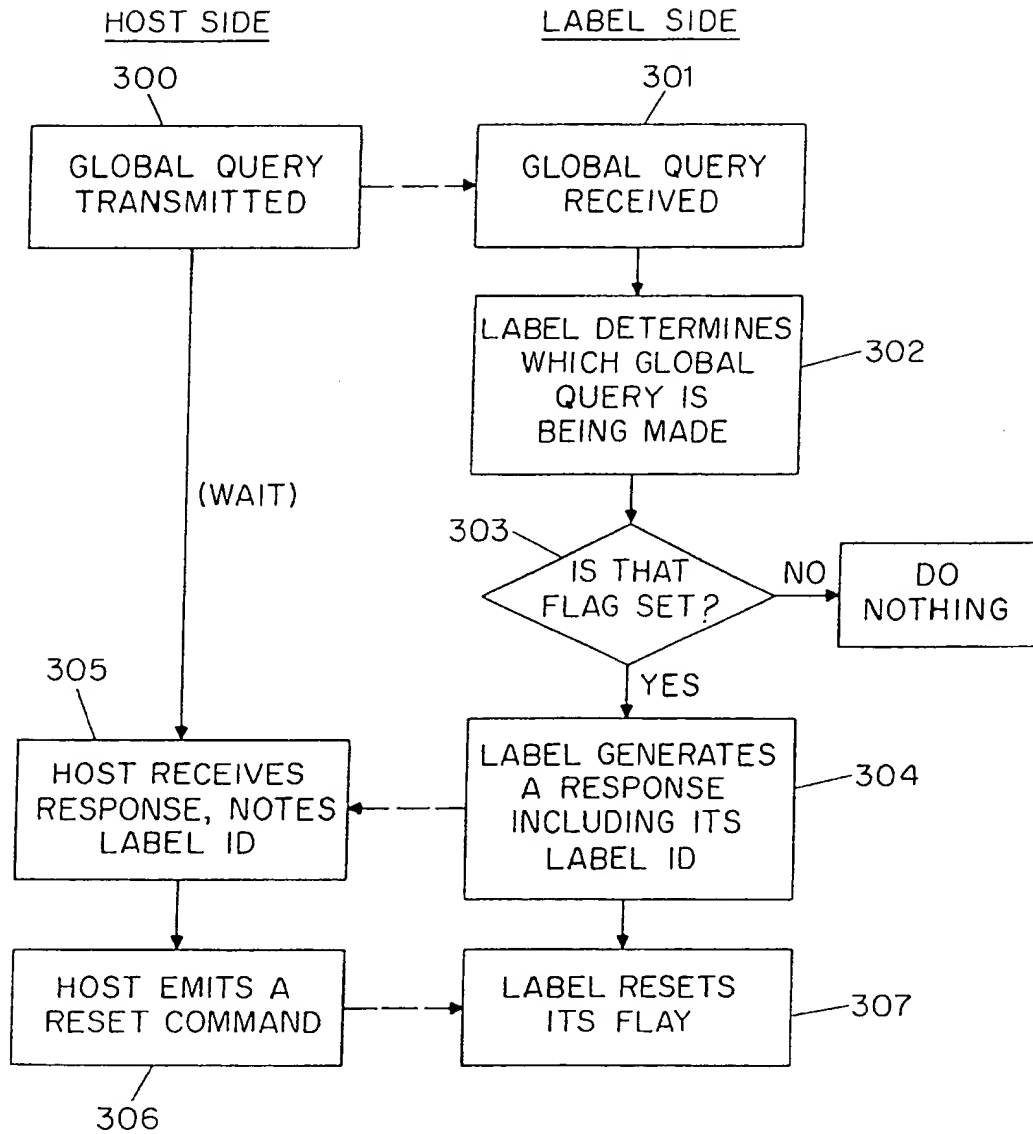 HOST SIDE
LABEL SIDE
300
301
GLOBAL QUERY
TRANSMITTED
GLOBAL QUERY
RECEIVED
LABEL DETERMINES
WHICH GLOBAL
QUERY IS
BEING MADE
302
(WAIT)
303
IS THAT
FLAG SET?
NO
DO
NOTHING
YES
305
HOST RECEIVES
RESPONSE, NOTES
LABEL ID
LABEL GENERATES
A RESPONSE
INCLUDING ITS
LABEL ID
304
HOST EMITS A
RESET COMMAND
LABEL RESETS
ITS FLAY
307
306